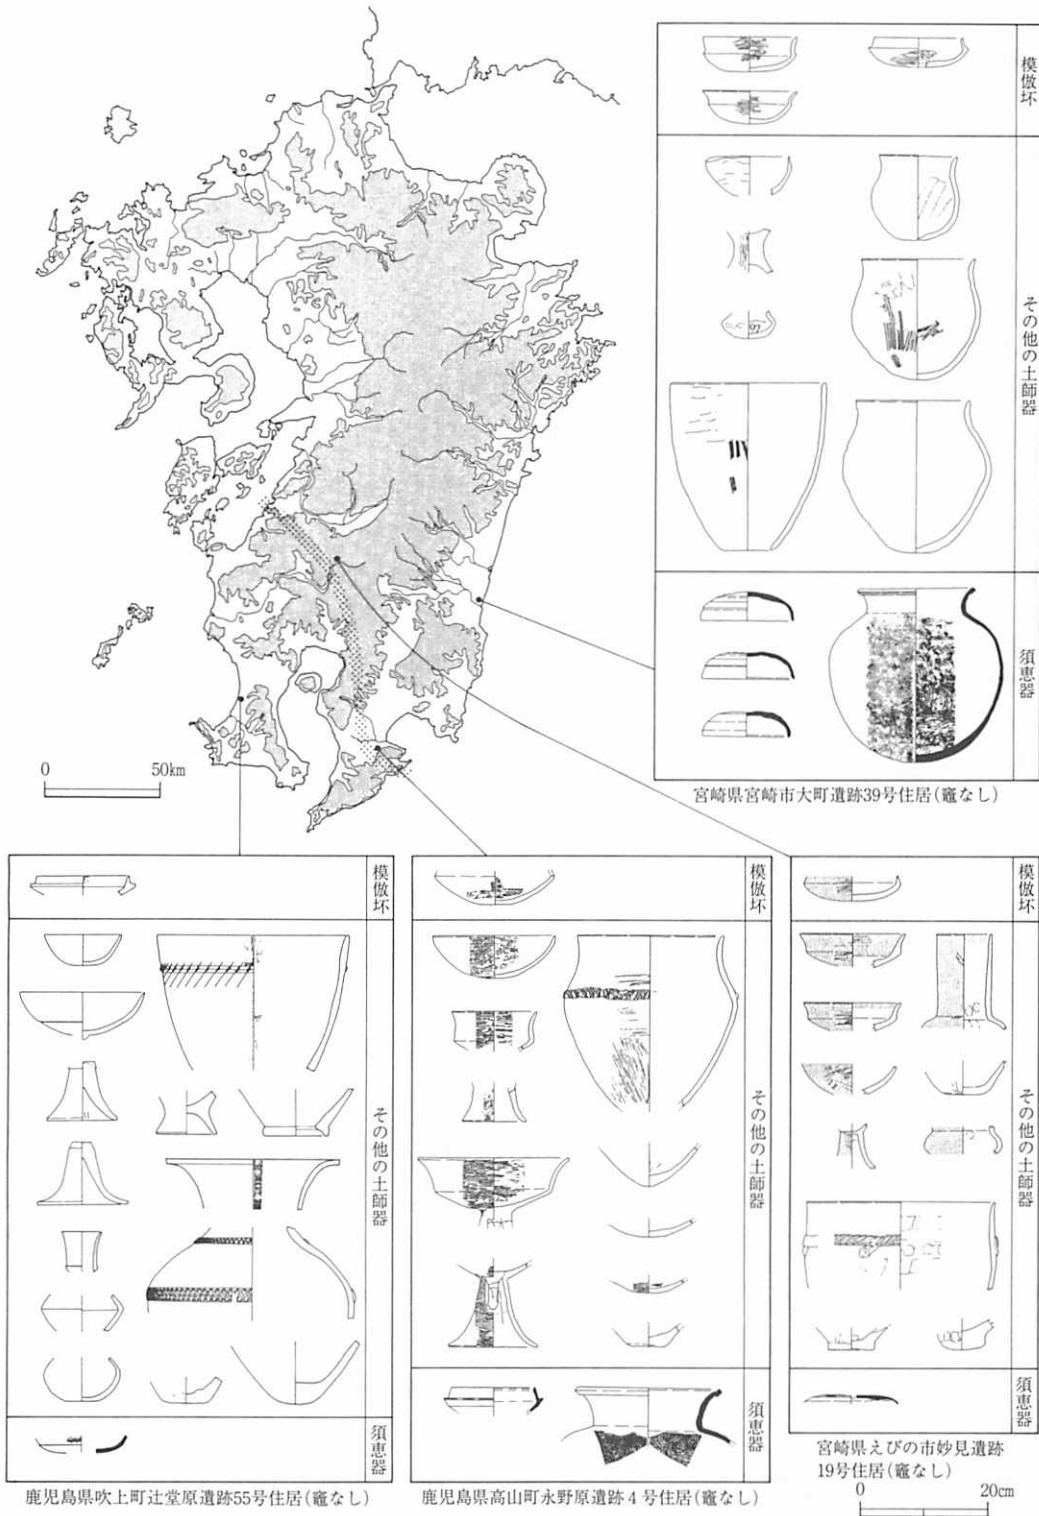 模倣坏
その他の土師器
須恵器
宮崎県宮崎市大町遺跡39号住居(竈なし)
0 50km
模倣坏
その他の土師器
須恵器
鹿児島県吹上町辻堂原遺跡55号住居(竈なし)
模倣坏
その他の土師器
須恵器
鹿児島県高山町永野原遺跡4号住居(竈なし)
模倣坏
その他の土師器
須恵器
宮崎県えびの市妙見遺跡
19号住居(竈なし)
0 20cm